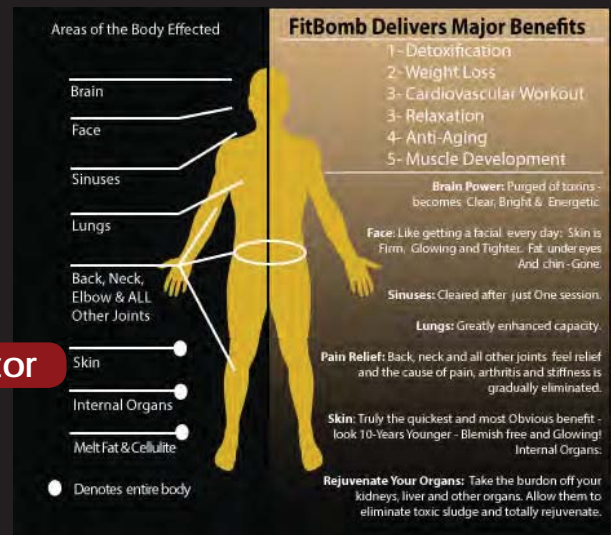 Areas of the Body Effected
Brain
Face
Sinuses
Lungs
Back, Neck,
Elbow & ALL
Other Joints
tor
Skin
Internal Organs
Melt Fat & Cellulite
Denotes entire body
FitBomb Delivers Major Benefits
1- Detoxification
2- Weight Loss
3- Cardiovascular Workout
3- Relaxation
4- Anti-Aging
5- Muscle Development
Brain Power: Purged of toxins -
becomes Clear, Bright & Energetic
Face: Like getting a facial every day: Skin is
Firm. Glowing and Tighter. Fat under eyes
And chin - Gone.
Sinuses: Cleared after just One session.
Lungs: Greatly enhanced capacity.
Pain Relief: Back, neck and all other joints feel relief
and the cause of pain, arthritis and stiffness is
gradually eliminated.
Skin: Truly the quickest and most Obvious benefit -
look 10-Years Younger - Blemish free and Glowing!
Internal Organs:
Rejuvenate Your Organs: Take the burdon off your
kidneys, liver and other organs. Allow them to
eliminate toxic sludge and totally rejuvenate.